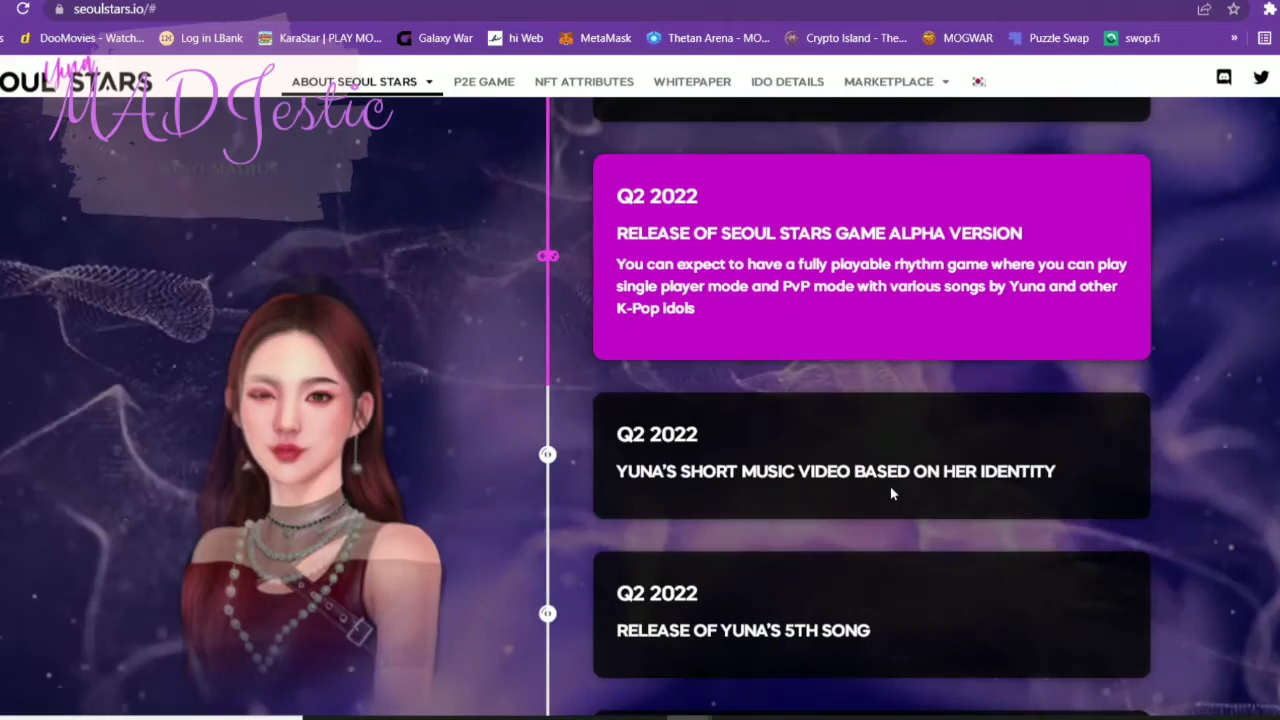 seoulstars.io/#
s DooMovies - Watch... Log in LBank KaraStar | PLAY MO... Galaxy War hi Web MetaMask Thetan Arena - MO... Crypto Island - The... MOGWAR Puzzle Swap swop.fi »
OUL STARS ABOUT SEOUL STARS P2E GAME NFT ATTRIBUTES WHITEPAPER IDO DETAILS MARKETPLACE
Yung
MADJestic
Q2 2022
RELEASE OF SEOUL STARS GAME ALPHA VERSION
You can expect to have a fully playable rhythm game where you can play
single player mode and PvP mode with various songs by Yuna and other
K-Pop idols
Q2 2022
YUNA'S SHORT MUSIC VIDEO BASED ON HER IDENTITY
Q2 2022
RELEASE OF YUNA'S 5TH SONG